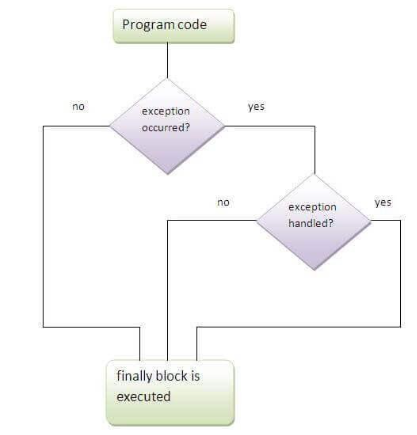 Program code
no
exception
occurred?
yes
no
exception
handled?
yes
finally block is
executed